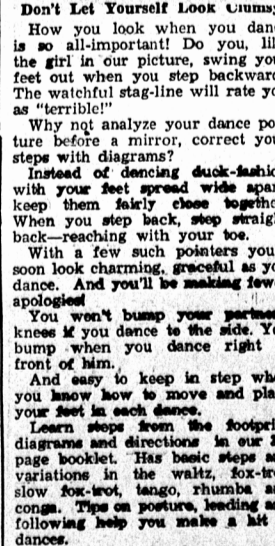 Don't Let Yourself Look Clums
How you look when you dan
is so all-important! Do you, lik
the girl in our picture, swing you
feet out when you step backwar
The watchful stag-line will rate yo
as "terrible!"
Why not analyze your dance po
ture before a mirror, correct you
steps with diagrams?
Instead of dancing duck-fashio
with your feet spread wide apar
keep them fairly close togethe
When you step back, step straigh
back—reaching with your toe.
With a few such pointers you
soon look charming, graceful as yo
dance. And you'll be making few
apologies!
You won't bump your partner
knees if you dance to the side. Yo
bump when you dance right
front of him.
And easy to keep in step whe
you know how to move and pla
your feet in each dance.
Learn steps from the footpri
diagrams and directions in our
page booklet. Has basic steps a
variations in the waltz, fox-tro
slow fox-trot, tango, rhumba a
conga. Tips on posture, leading a
following help you make a hit
dances.